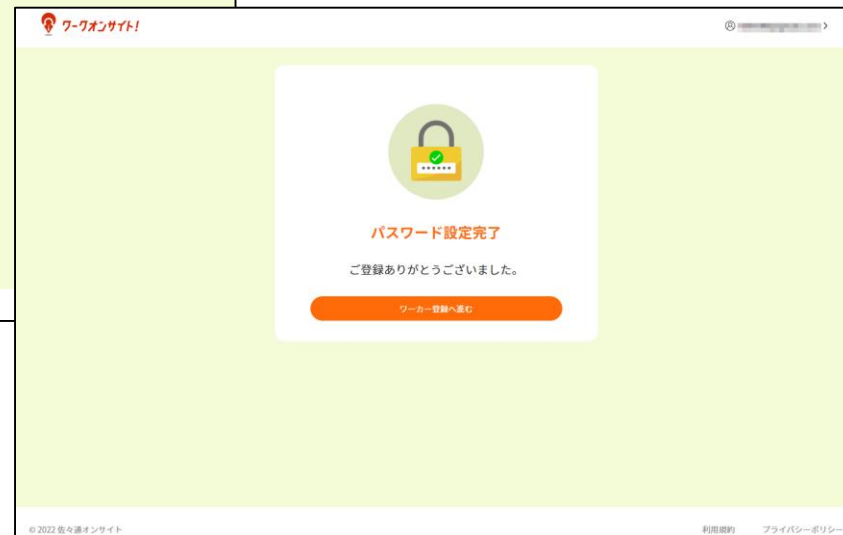 ワークオンサイト!
パスワード設定完了
ご登録ありがとうございました。
ワーカー登録へ進む
© 2022 佐々通オンサイト
利用規約 プライバシーポリシー